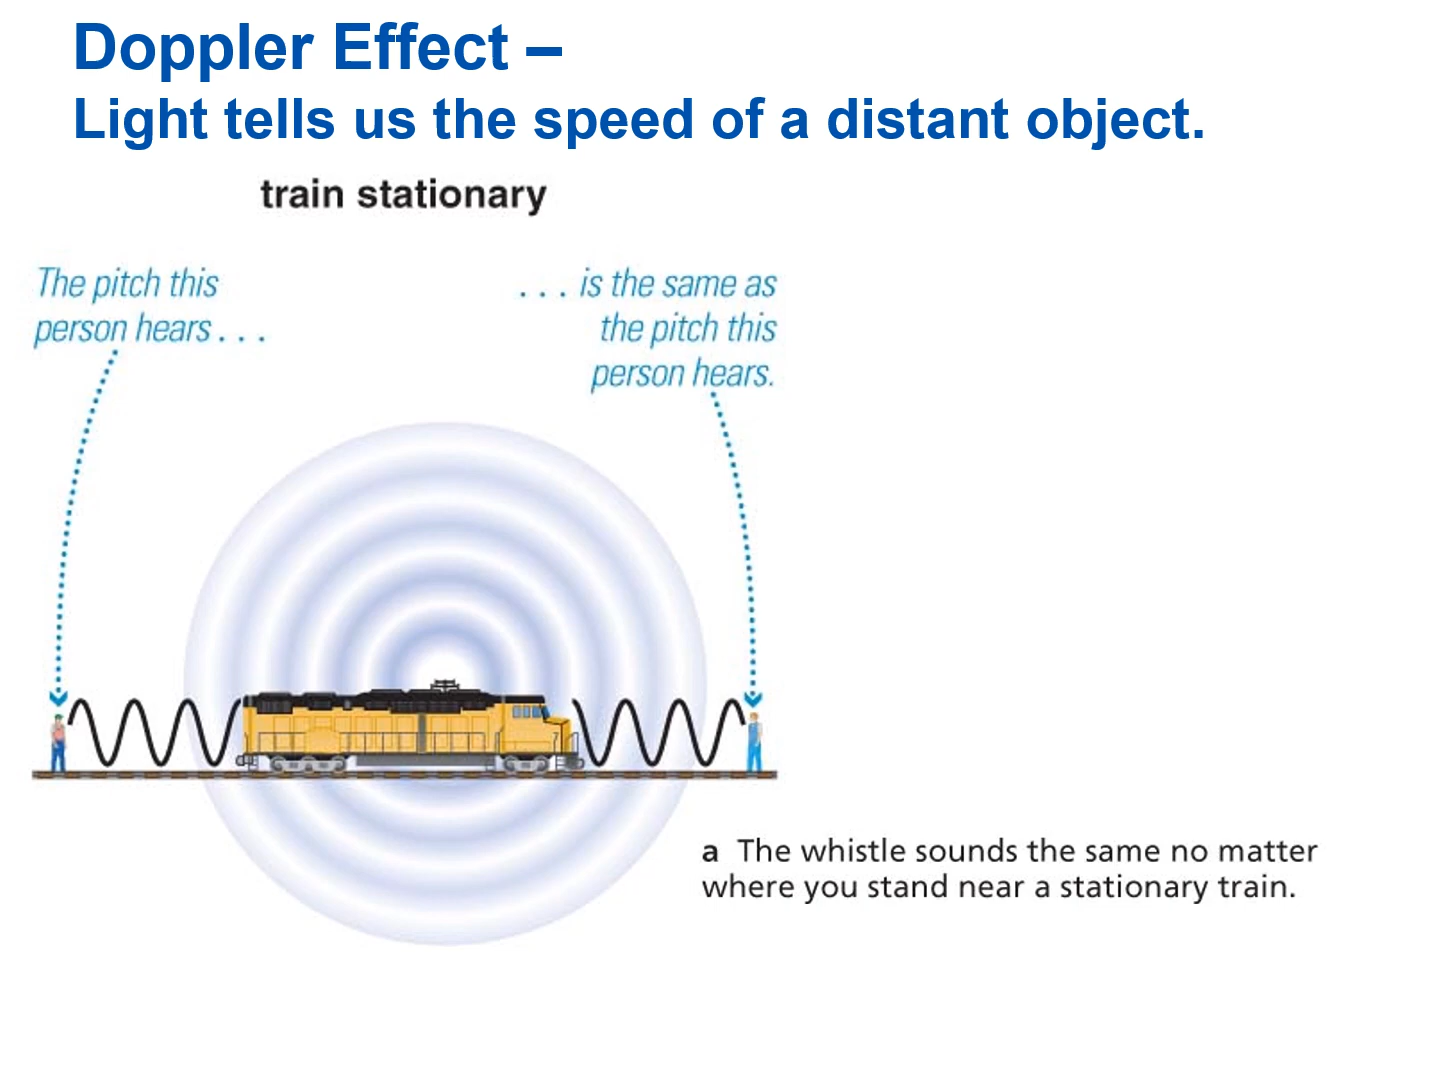 Doppler Effect –
Light tells us the speed of a distant object.
train stationary
The pitch this
person hears . . .
. . . is the same as
the pitch this
person hears.
a The whistle sounds the same no matter
where you stand near a stationary train.